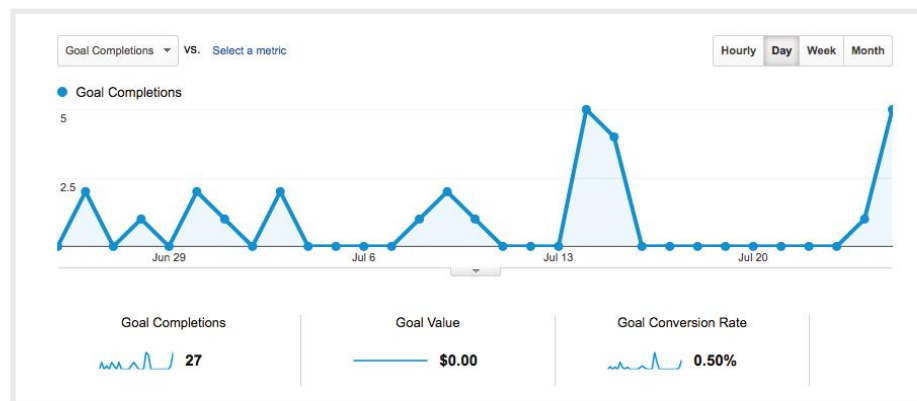 Goal Completions VS. Select a metric
Hourly Day Week Month
Goal Completions
5
2.5
Jun 29 Jul 6 Jul 13 Jul 20
Goal Completions Goal Value Goal Conversion Rate
27 $0.00 0.50%